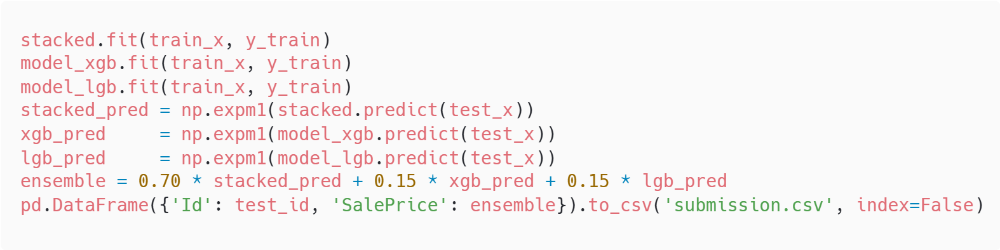 stacked.fit(train_x, y_train)
model_xgb.fit(train_x, y_train)
model_lgb.fit(train_x, y_train)
stacked_pred = np.expm1(stacked.predict(test_x))
xgb_pred     = np.expm1(model_xgb.predict(test_x))
lgb_pred     = np.expm1(model_lgb.predict(test_x))
ensemble = 0.70 * stacked_pred + 0.15 * xgb_pred + 0.15 * lgb_pred
pd.DataFrame({'Id': test_id, 'SalePrice': ensemble}).to_csv('submission.csv', index=False)